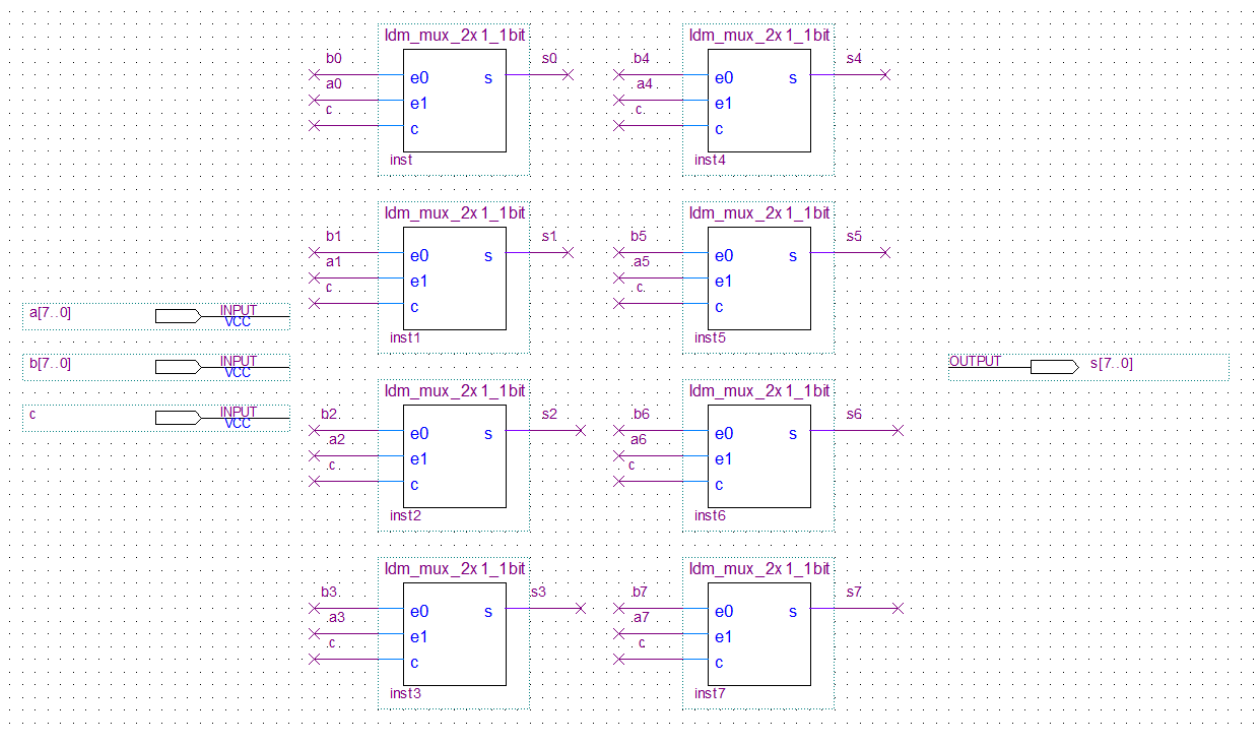 a[7..0] INPUT
VCC
b[7..0] INPUT
VCC
c INPUT
VCC
ldm_mux_2x1_1bit
b0 e0 s s0
a0 e1
c c
inst
ldm_mux_2x1_1bit
b1 e0 s s1
a1 e1
c c
inst1
ldm_mux_2x1_1bit
b2 e0 s s2
a2 e1
c c
inst2
ldm_mux_2x1_1bit
b3 e0 s s3
a3 e1
c c
inst3
ldm_mux_2x1_1bit
b4 e0 s s4
a4 e1
c c
inst4
ldm_mux_2x1_1bit
b5 e0 s s5
a5 e1
c c
inst5
ldm_mux_2x1_1bit
b6 e0 s s6
a6 e1
c c
inst6
ldm_mux_2x1_1bit
b7 e0 s s7
a7 e1
c c
inst7
OUTPUT s[7..0]